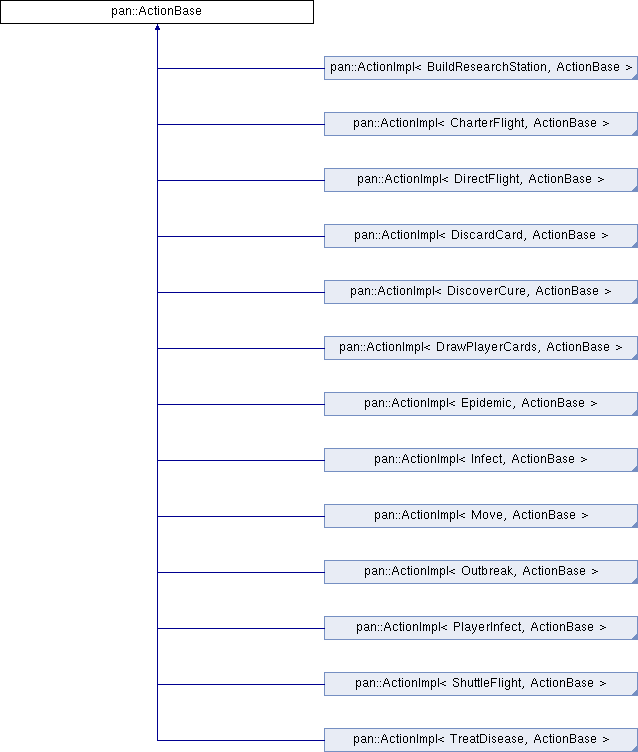 pan::ActionBase
pan::ActionImpl< BuildResearchStation, ActionBase >
pan::ActionImpl< CharterFlight, ActionBase >
pan::ActionImpl< DirectFlight, ActionBase >
pan::ActionImpl< DiscardCard, ActionBase >
pan::ActionImpl< DiscoverCure, ActionBase >
pan::ActionImpl< DrawPlayerCards, ActionBase >
pan::ActionImpl< Epidemic, ActionBase >
pan::ActionImpl< Infect, ActionBase >
pan::ActionImpl< Move, ActionBase >
pan::ActionImpl< Outbreak, ActionBase >
pan::ActionImpl< PlayerInfect, ActionBase >
pan::ActionImpl< ShuttleFlight, ActionBase >
pan::ActionImpl< TreatDisease, ActionBase >